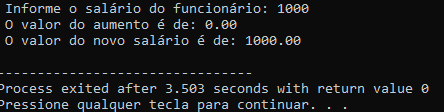 Informe o salário do funcionário: 1000
O valor do aumento é de: 0.00
O valor do novo salário é de: 1000.00
--------------------------------
Process exited after 3.503 seconds with return value 0
Pressione qualquer tecla para continuar. . .